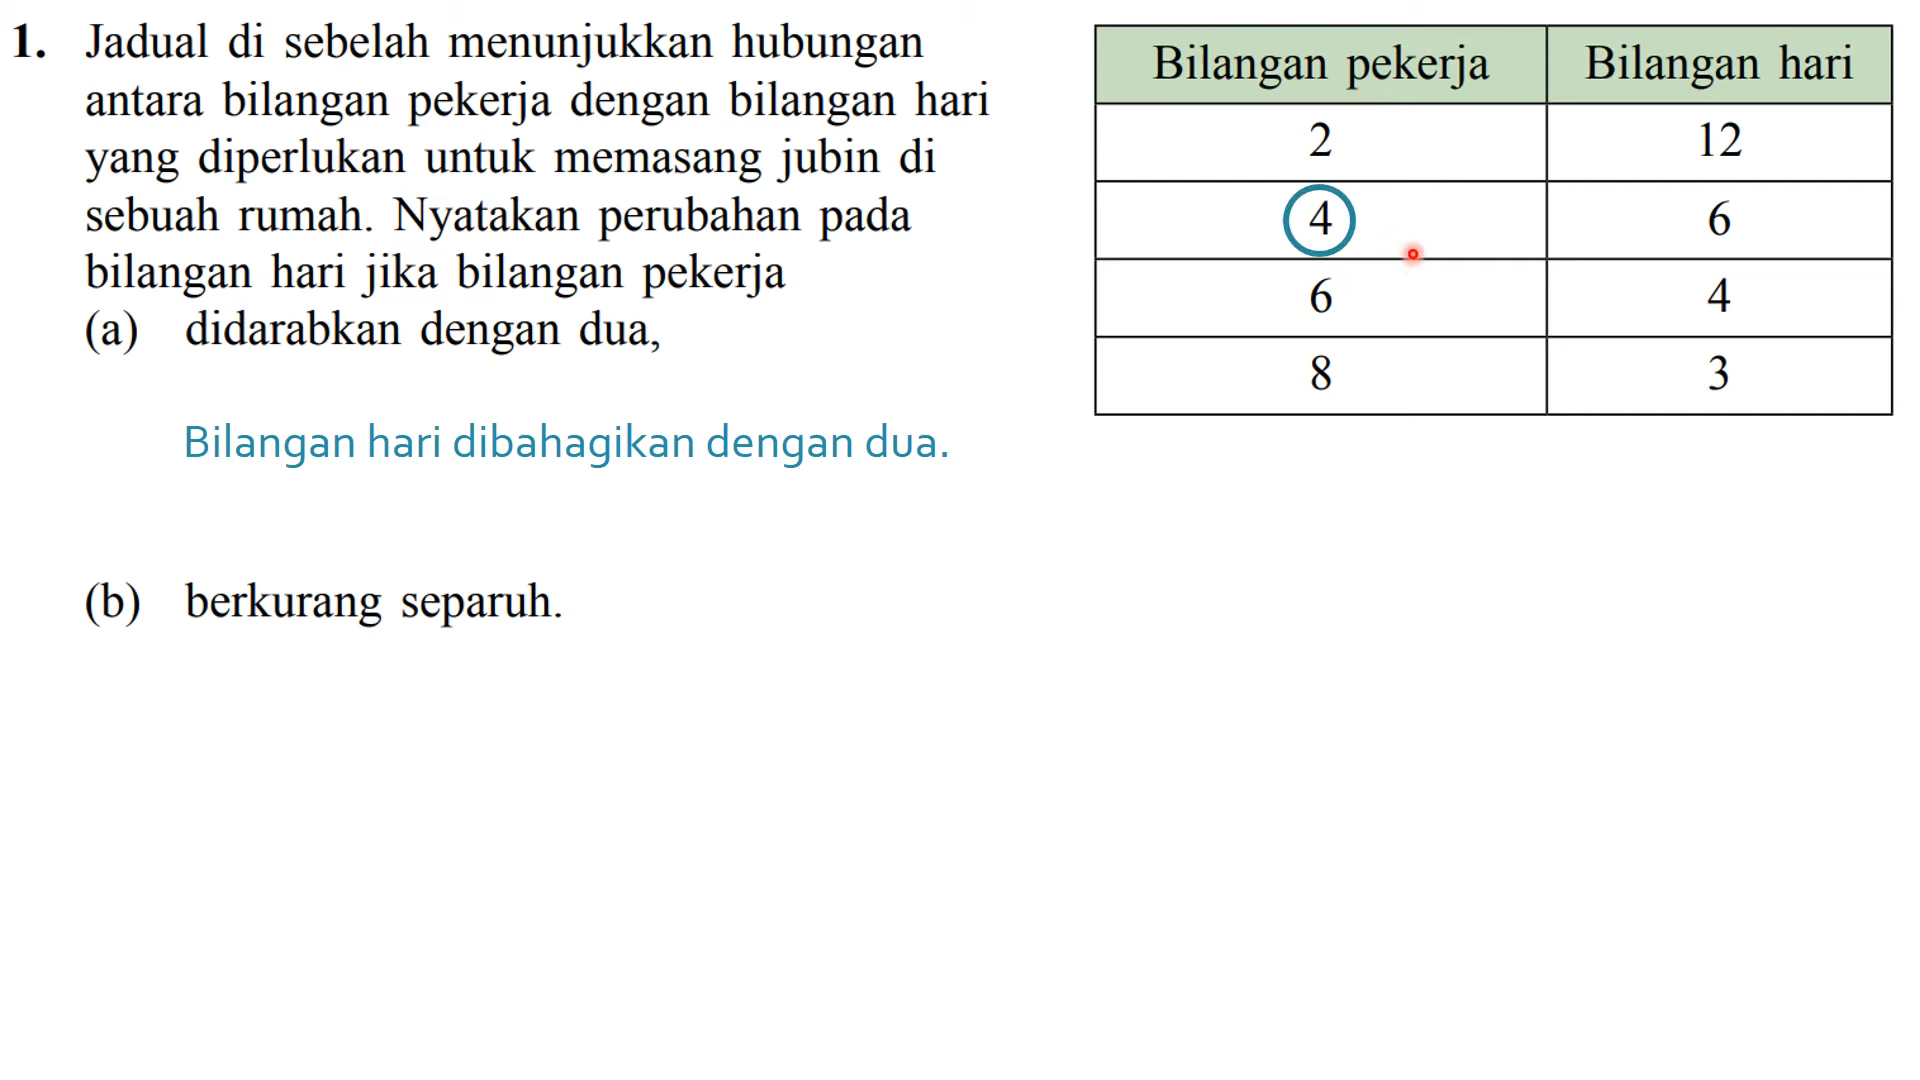 1. Jadual di sebelah menunjukkan hubungan
antara bilangan pekerja dengan bilangan hari
yang diperlukan untuk memasang jubin di
sebuah rumah. Nyatakan perubahan pada
bilangan hari jika bilangan pekerja
(a) didarabkan dengan dua,
Bilangan hari dibahagikan dengan dua.
(b) berkurang separuh.
Bilangan pekerja Bilangan hari
2 12
4 6
6 4
8 3